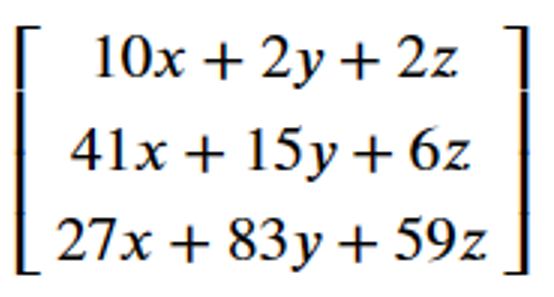 10x + 2y + 2z
41x + 15y + 6z
27x + 83y + 59z